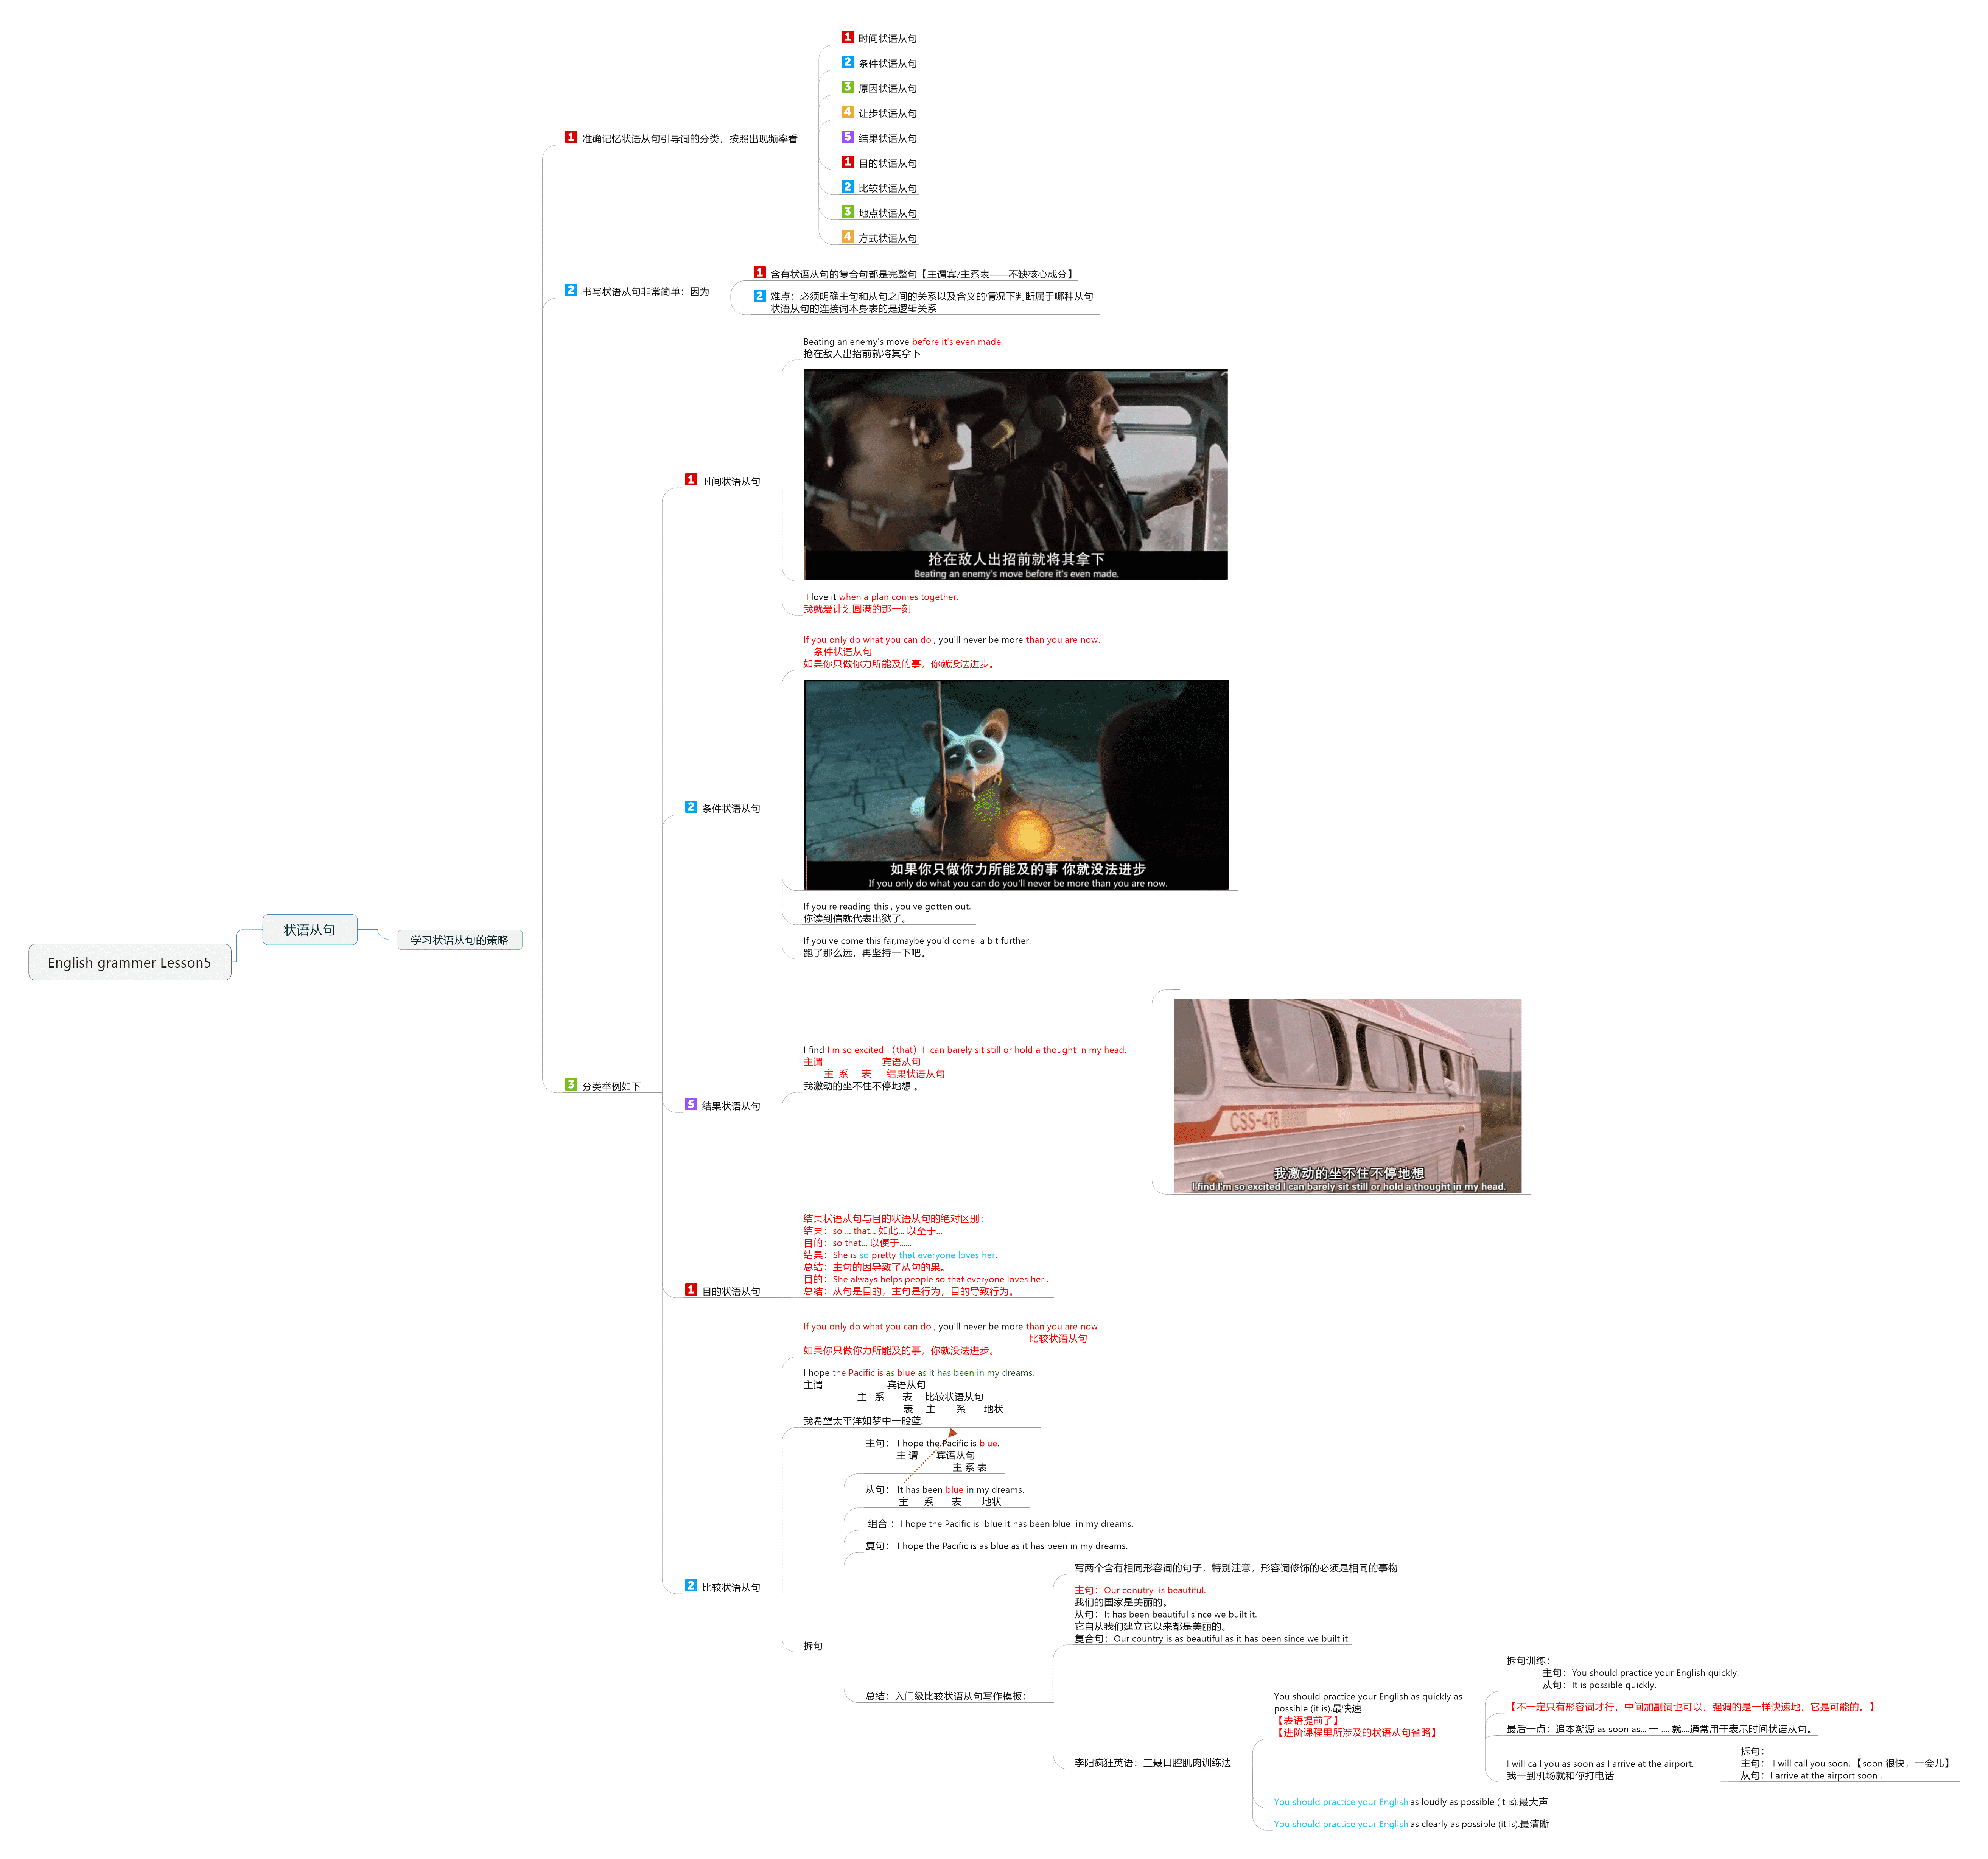 English grammer Lesson5
状语从句
学习状语从句的策略
1 准确记忆状语从句引导词的分类，按照出现频率看
1 时间状语从句
2 条件状语从句
3 原因状语从句
4 让步状语从句
5 结果状语从句
1 目的状语从句
2 比较状语从句
3 地点状语从句
4 方式状语从句
2 书写状语从句非常简单：因为
1 含有状语从句的复合句都是完整句【主谓宾/主系表——不缺核心成分】
2 难点：必须明确主句和从句之间的关系以及含义的情况下判断属于哪种从句
状语从句的连接词本身表的是逻辑关系
3 分类举例如下
1 时间状语从句
Beating an enemy's move before it's even made.
抢在敌人出招前就将其拿下
抢在敌人出招前就将其拿下
Beating an enemy's move before it's even made.
I love it when a plan comes together.
我就爱计划圆满的那一刻
2 条件状语从句
If you only do what you can do , you'll never be more than you are now.
条件状语从句
如果你只做你力所能及的事，你就没法进步。
如果你只做你力所能及的事 你就没法进步
If you only do what you can do you'll never be more than you are now.
If you're reading this , you've gotten out.
你读到信就代表出狱了。
If you've come this far,maybe you'd come  a bit further.
跑了那么远，再坚持一下吧。
5 结果状语从句
I find I'm so excited （that）I  can barely sit still or hold a thought in my head.
主谓 宾语从句
主 系 表 结果状语从句
我激动的坐不住不停地想 。
CSS-476
我激动的坐不住不停地想
I find I'm so excited I can barely sit still or hold a thought in my head.
1 目的状语从句
结果状语从句与目的状语从句的绝对区别：
结果：so ... that... 如此... 以至于...
目的：so that... 以便于......
结果：She is so pretty that everyone loves her.
总结：主句的因导致了从句的果。
目的：She always helps people so that everyone loves her .
总结：从句是目的，主句是行为，目的导致行为。
2 比较状语从句
If you only do what you can do , you'll never be more than you are now
比较状语从句
如果你只做你力所能及的事，你就没法进步。
I hope the Pacific is as blue as it has been in my dreams.
主谓 宾语从句
主 系 表 比较状语从句
表 主 系 地状
我希望太平洋如梦中一般蓝.
拆句
主句： I hope the Pacific is blue.
主 谓 宾语从句
主 系 表
从句： It has been blue in my dreams.
主 系 表 地状
组合 ：I hope the Pacific is  blue it has been blue  in my dreams.
复句： I hope the Pacific is as blue as it has been in my dreams.
总结：入门级比较状语从句写作模板：
写两个含有相同形容词的句子，特别注意，形容词修饰的必须是相同的事物
主句：Our conutry  is beautiful.
我们的国家是美丽的。
从句：It has been beautiful since we built it.
它自从我们建立它以来都是美丽的。
复合句：Our country is as beautiful as it has been since we built it.
李阳疯狂英语：三最口腔肌肉训练法
You should practice your English as quickly as
possible (it is).最快速
【表语提前了】
【进阶课程里所涉及的状语从句省略】
拆句训练：
主句：You should practice your English quickly.
从句：It is possible quickly.
【不一定只有形容词才行，中间加副词也可以，强调的是一样快速地，它是可能的。】
最后一点：追本溯源 as soon as... 一 .... 就....通常用于表示时间状语从句。
I will call you as soon as I arrive at the airport.
我一到机场就和你打电话
拆句：
主句： I will call you soon. 【soon 很快，一会儿】
从句：I arrive at the airport soon .
You should practice your English as loudly as possible (it is).最大声
You should practice your English as clearly as possible (it is).最清晰